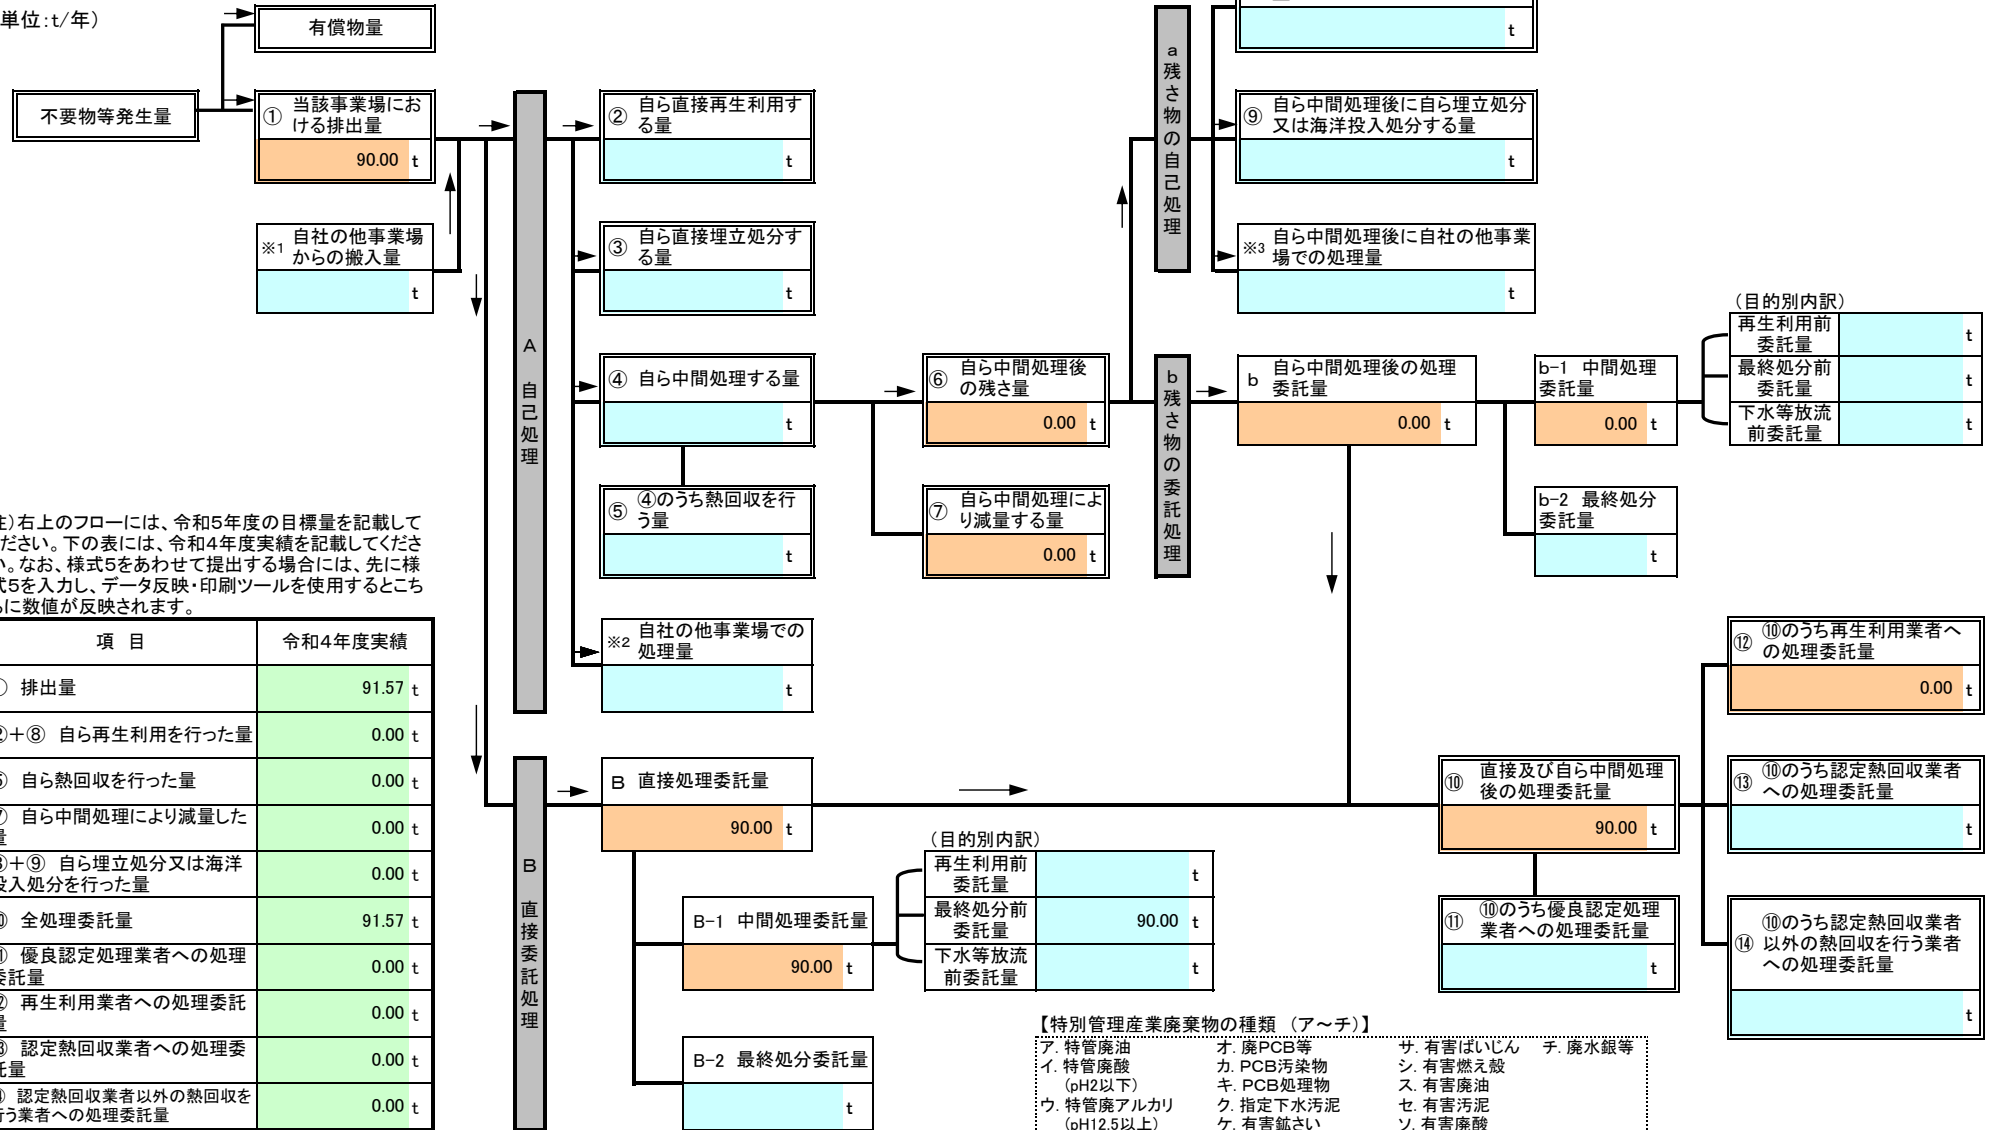 単位:t/年）
有償物量
不要物等発生量
① 当該事業場にお
ける排出量
90.00 t
※1 自社の他事業場
からの搬入量
t
A 自己処理
② 自ら直接再生利用す
る量
t
③ 自ら直接埋立処分す
る量
t
④ 自ら中間処理する量
t
⑤ ④のうち熱回収を行
う量
t
※2 自社の他事業場での
処理量
t
⑥ 自ら中間処理後
の残さ量
0.00 t
⑦ 自ら中間処理によ
り減量する量
0.00 t
a 残さ物の自己処理
t
⑨ 自ら中間処理後に自ら埋立処分
又は海洋投入処分する量
t
※3 自ら中間処理後に自社の他事業
場での処理量
t
b 残さ物の委託処理
b 自ら中間処理後の処理
委託量
0.00 t
b-1 中間処理
委託量
0.00 t
（目的別内訳）
再生利用前
委託量
t
最終処分前
委託量
t
下水等放流
前委託量
t
b-2 最終処分
委託量
t
）右上のフローには、令和5年度の目標量を記載して
ださい。下の表には、令和4年度実績を記載してくださ
。なお、様式5をあわせて提出する場合には、先に様
式5を入力し、データ反映・印刷ツールを使用するとこち
に数値が反映されます。
項 目 令和4年度実績
排出量 91.57 t
②+⑧ 自ら再生利用を行った量 0.00 t
自ら熱回収を行った量 0.00 t
自ら中間処理により減量した
量 0.00 t
③+⑨ 自ら埋立処分又は海洋
投入処分を行った量 0.00 t
全処理委託量 91.57 t
優良認定処理業者への処理
委託量 0.00 t
再生利用業者への処理委託
量 0.00 t
認定熱回収業者への処理委
託量 0.00 t
認定熱回収業者以外の熱回収を
行う業者への処理委託量 0.00 t
B 直接委託処理
B 直接処理委託量
90.00 t
B-1 中間処理委託量
90.00 t
（目的別内訳）
再生利用前
委託量
t
最終処分前
委託量
90.00 t
下水等放流
前委託量
t
B-2 最終処分委託量
t
⑩ 直接及び自ら中間処理
後の処理委託量
90.00 t
⑪ ⑩のうち優良認定処理
業者への処理委託量
t
⑫ ⑩のうち再生利用業者へ
の処理委託量
0.00 t
⑬ ⑩のうち認定熱回収業者
への処理委託量
t
⑭ ⑩のうち認定熱回収業者
以外の熱回収を行う業者
への処理委託量
t
【特別管理産業廃棄物の種類 （ア～チ）】
ア. 特管廃油 オ. 廃PCB等 サ. 有害ばいじん チ. 廃水銀等
イ. 特管廃酸 カ. PCB汚染物 シ. 有害燃え殻
（pH2以下） キ. PCB処理物 ス. 有害廃油
ウ. 特管廃アルカリ ク. 指定下水汚泥 セ. 有害汚泥
（pH12.5以上） ケ. 有害鉱さい ソ. 有害廃酸